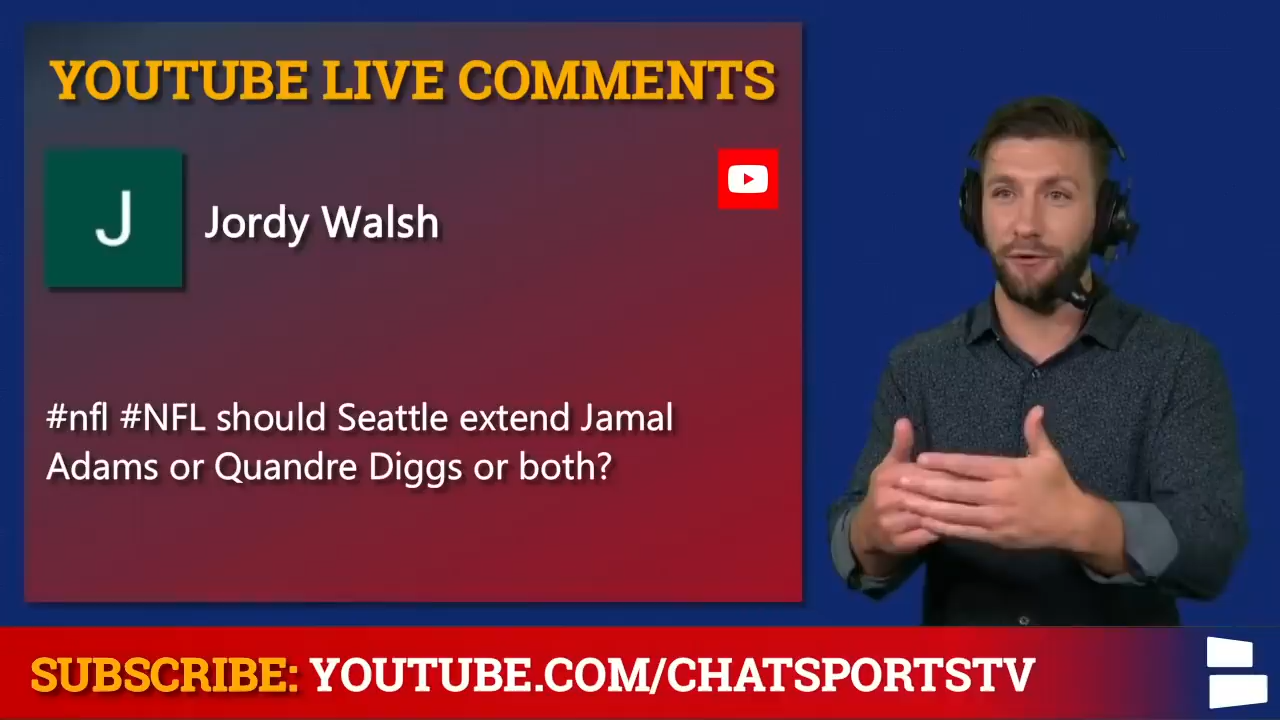 YOUTUBE LIVE COMMENTS
J
Jordy Walsh
#nfl #NFL should Seattle extend Jamal
Adams or Quandre Diggs or both?
SUBSCRIBE: YOUTUBE.COM/CHATSPORTSTV